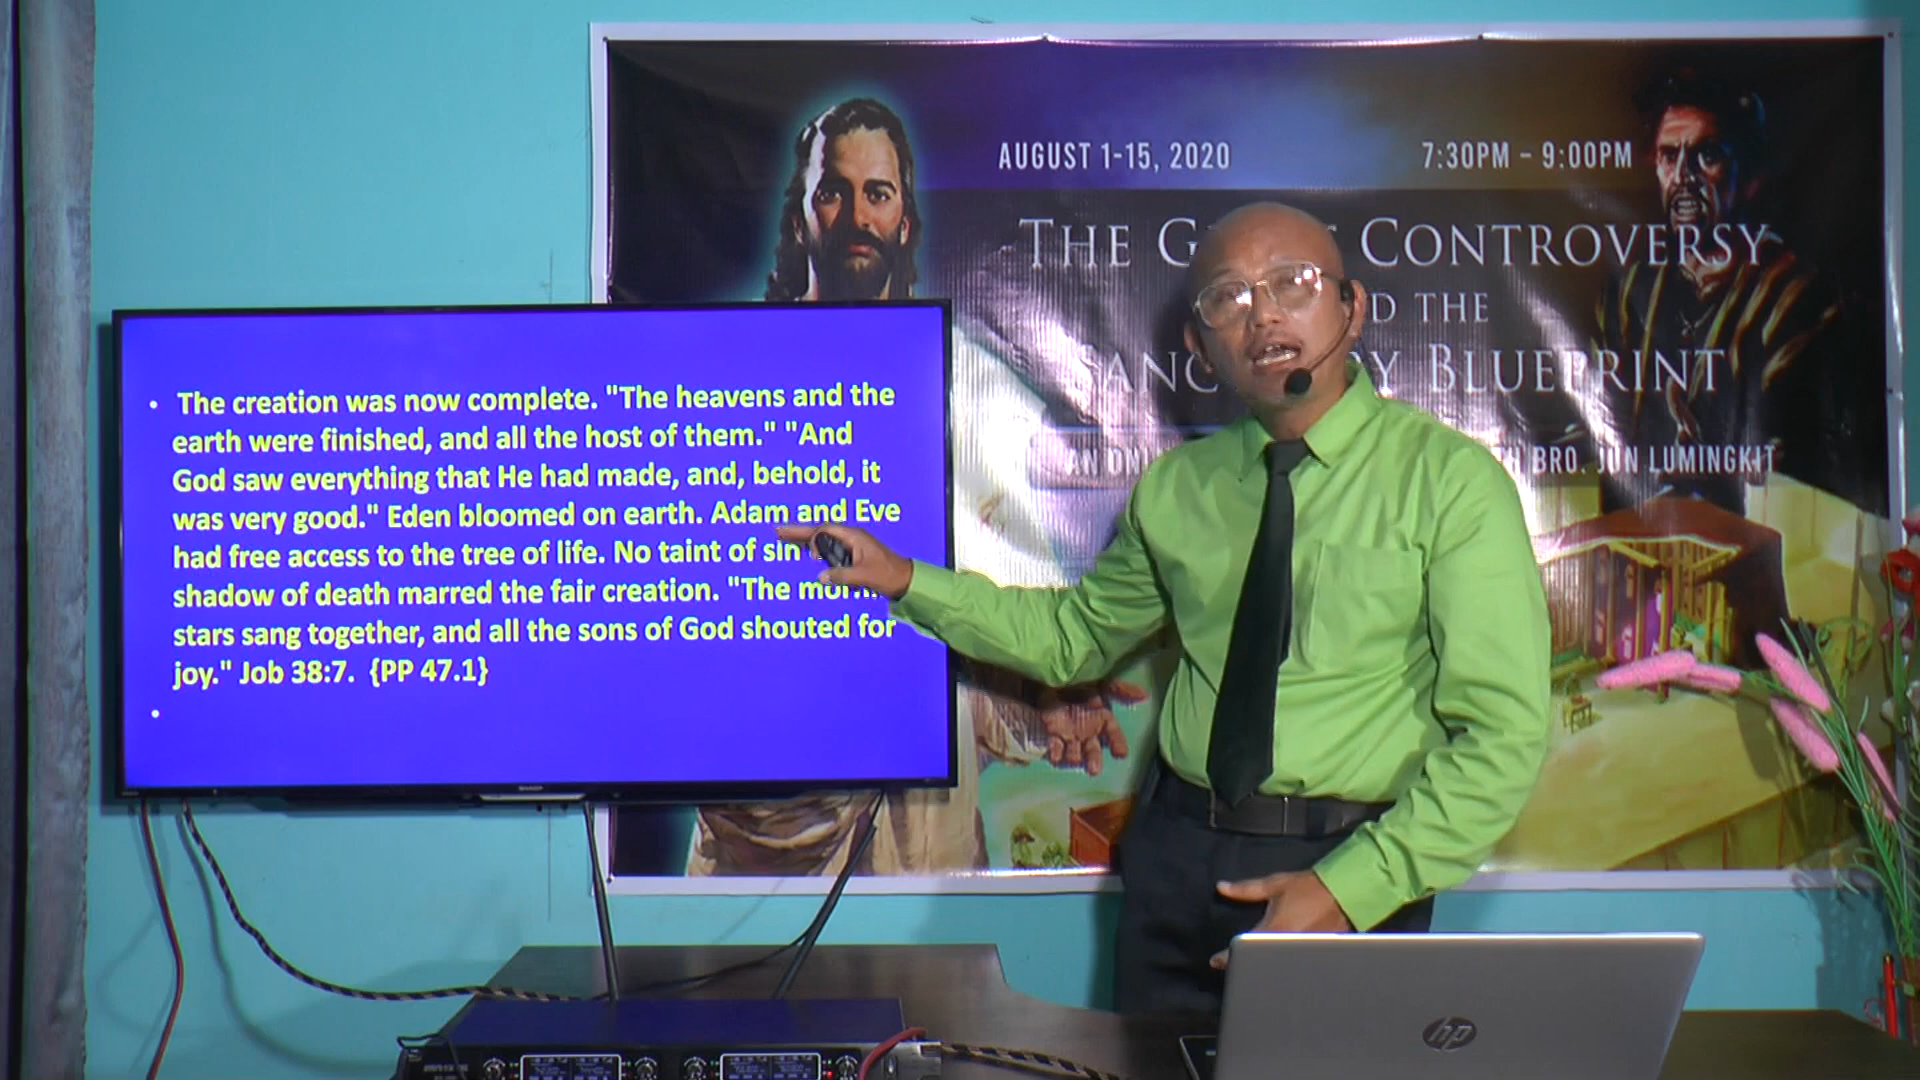 AUGUST 1-15, 2020
7:30PM – 9:00PM
THE CONTROVERSY
THE
BLUEPRINT
AN
BRO. JUN LUMINGKIT
• The creation was now complete. "The heavens and the
earth were finished, and all the host of them." "And
God saw everything that He had made, and, behold, it
was very good." Eden bloomed on earth. Adam and Eve
had free access to the tree of life. No taint of sin
shadow of death marred the fair creation. "The
stars sang together, and all the sons of God shouted for
joy." Job 38:7. {PP 47.1}
•
SHARP
hp